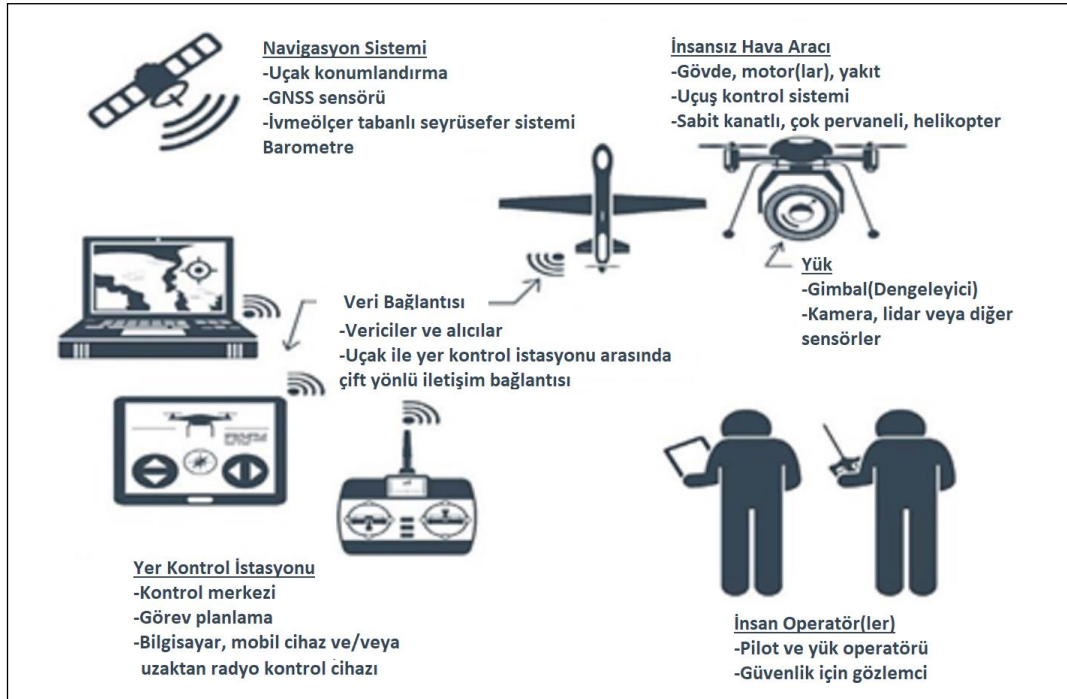 Navigasyon Sistemi
-Uçak konumlandırma
-GNSS sensörü
-İvmeölçer tabanlı seyrüsefer sistemi
Barometre
İnsansız Hava Aracı
-Gövde, motor(lar), yakıt
-Uçuş kontrol sistemi
-Sabit kanatlı, çok pervaneli, helikopter
Yük
-Gimbal(Dengeleyici)
-Kamera, lidar veya diğer
sensörler
Veri Bağlantısı
-Vericiler ve alıcılar
-Uçak ile yer kontrol istasyonu arasında
çift yönlü iletişim bağlantısı
Yer Kontrol İstasyonu
-Kontrol merkezi
-Görev planlama
-Bilgisayar, mobil cihaz ve/veya
uzaktan radyo kontrol cihazı
İnsan Operatör(ler)
-Pilot ve yük operatörü
-Güvenlik için gözlemci